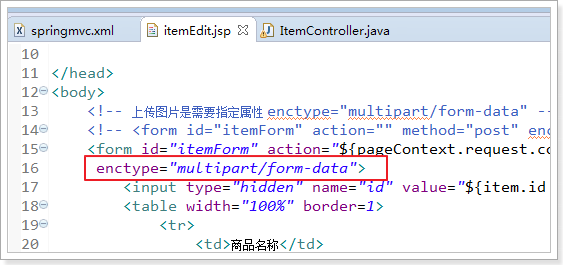 springmvc.xml itemEdit.jsp ItemController.java
10
11 </head>
12 <body>
13 <!-- 上传图片是需要指定属性 enctype="multipart/form-data" --
14 <!-- <form id="itemForm" action="" method="post" enc
15 <form id="itemForm" action="${pageContext.request.co
16 enctype="multipart/form-data">
17 <input type="hidden" name="id" value="${item.id
18 <table width="100%" border=1>
19 <tr>
20 <td>商品名称</td>